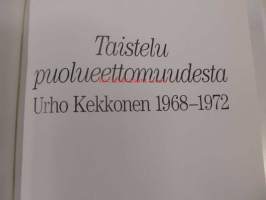 Taistelu
puolueettomuudesta
Urho Kekkonen 1968–1972